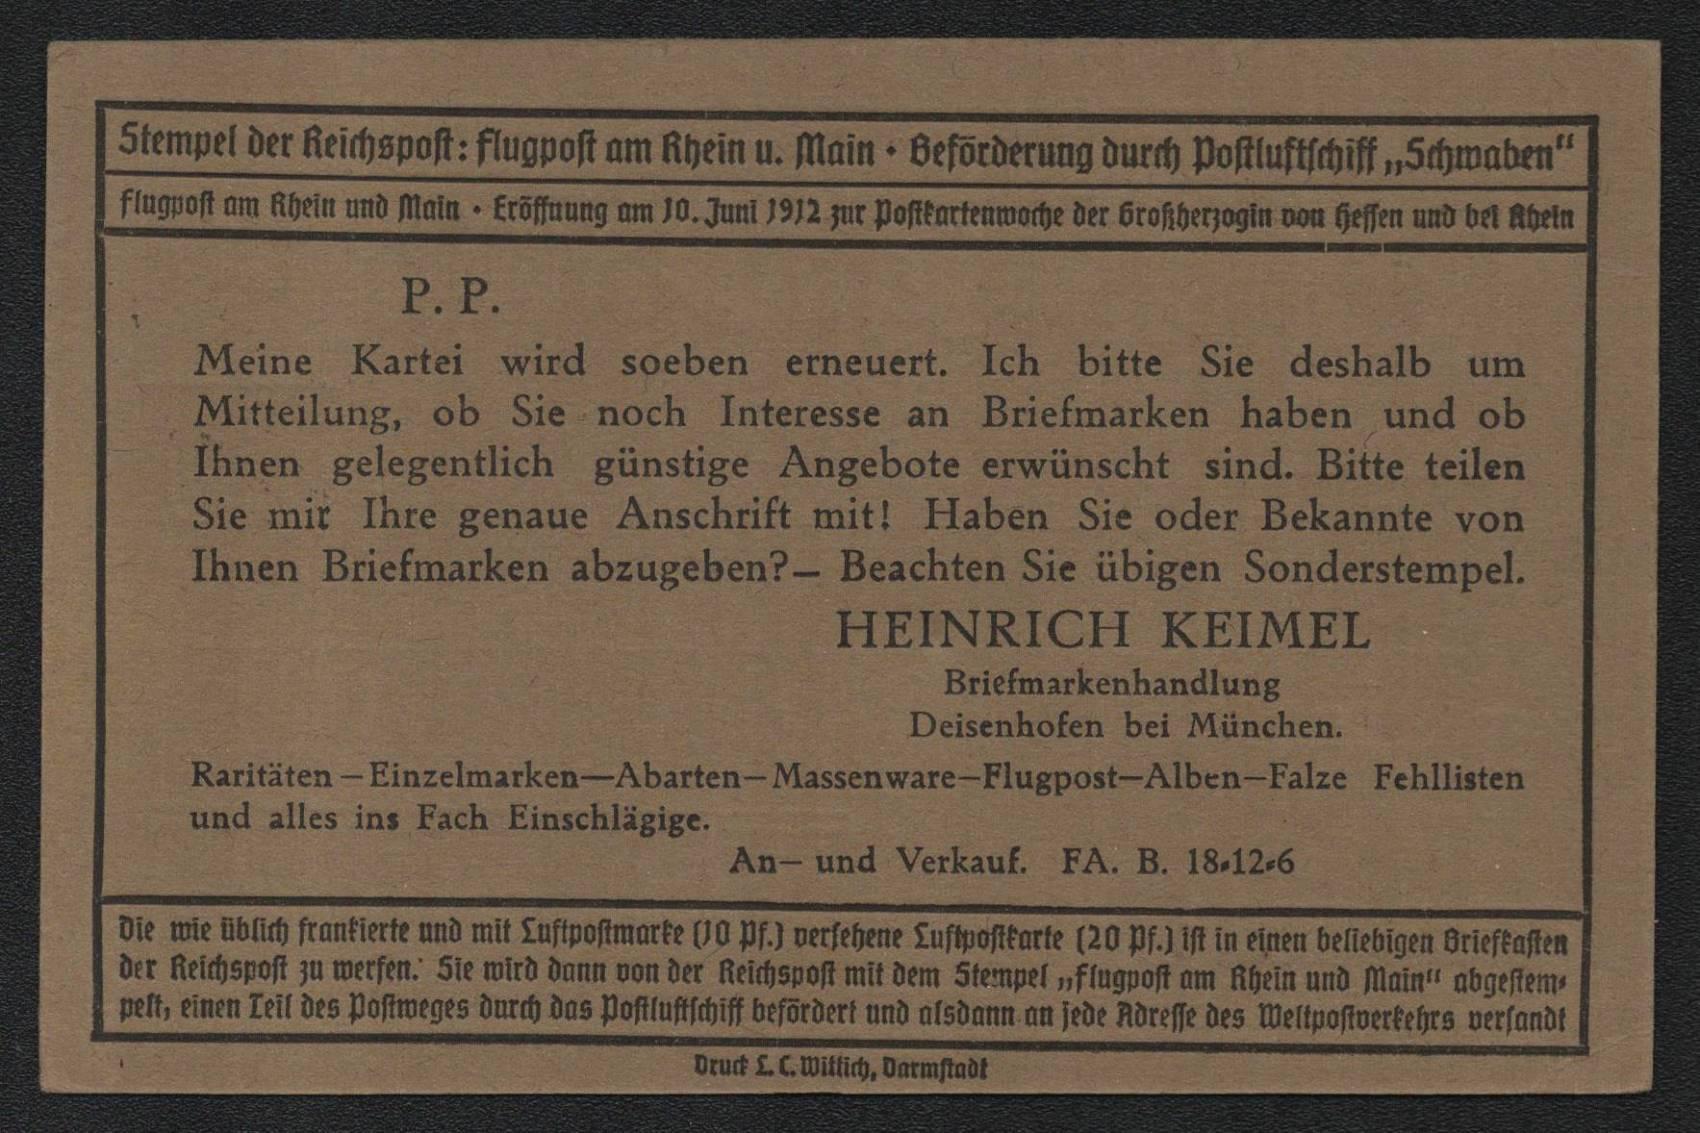 Stempel der Reichspost: Flugpost am Rhein u. Main · Beförderung durch Postluftschiff „Schwaben“
Flugpost am Rhein und Main · Eröffnung am 10. Juni 1912 zur Postkartenwoche der Großherzogin von Hessen und bei Rhein
P. P.
Meine Kartei wird soeben erneuert. Ich bitte Sie deshalb um
Mitteilung, ob Sie noch Interesse an Briefmarken haben und ob
Ihnen gelegentlich günstige Angebote erwünscht sind. Bitte teilen
Sie mir Ihre genaue Anschrift mit! Haben Sie oder Bekannte von
Ihnen Briefmarken abzugeben?— Beachten Sie übigen Sonderstempel.
HEINRICH KEIMEL
Briefmarkenhandlung
Deisenhofen bei München.
Raritäten—Einzelmarken—Abarten—Massenware—Flugpost—Alben—Falze Fehllisten
und alles ins Fach Einschlägige.
An— und Verkauf. FA. B. 18-12-6
Die wie üblich frankierte und mit Luftpostmarke (10 Pf.) versehene Luftpostkarte (20 Pf.) ist in einen beliebigen Briefkasten
der Reichspost zu werfen. Sie wird dann von der Reichspost mit dem Stempel „Flugpost am Rhein und Main“ abgestem-
pelt, einen Teil des Postweges durch das Postluftschiff befördert und alsdann an jede Adresse des Weltpostverkehrs versandt
Druck L. C. Wittich, Darmstadt